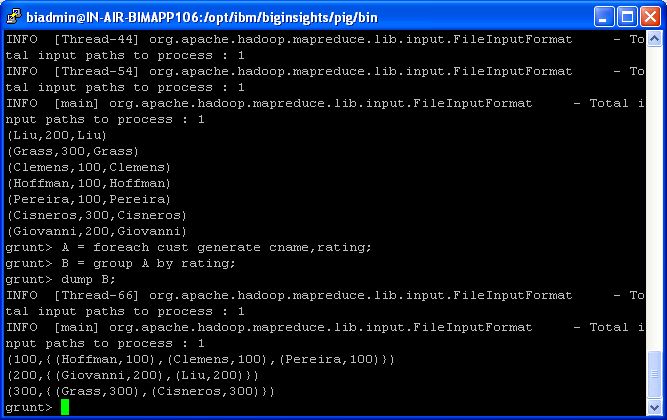 biadmin@IN-AIR-BIMAPP106:/opt/ibm/biginsights/pig/bin
INFO  [Thread-44] org.apache.hadoop.mapreduce.lib.input.FileInputFormat     - To
tal input paths to process : 1
INFO  [Thread-54] org.apache.hadoop.mapreduce.lib.input.FileInputFormat     - To
tal input paths to process : 1
INFO  [main] org.apache.hadoop.mapreduce.lib.input.FileInputFormat     - Total i
nput paths to process : 1
(Liu,200,Liu)
(Grass,300,Grass)
(Clemens,100,Clemens)
(Hoffman,100,Hoffman)
(Pereira,100,Pereira)
(Cisneros,300,Cisneros)
(Giovanni,200,Giovanni)
grunt> A = foreach cust generate cname,rating;
grunt> B = group A by rating;
grunt> dump B;
INFO  [Thread-66] org.apache.hadoop.mapreduce.lib.input.FileInputFormat     - To
tal input paths to process : 1
INFO  [main] org.apache.hadoop.mapreduce.lib.input.FileInputFormat     - Total i
nput paths to process : 1
(100,{(Hoffman,100),(Clemens,100),(Pereira,100)})
(200,{(Giovanni,200),(Liu,200)})
(300,{(Grass,300),(Cisneros,300)})
grunt>